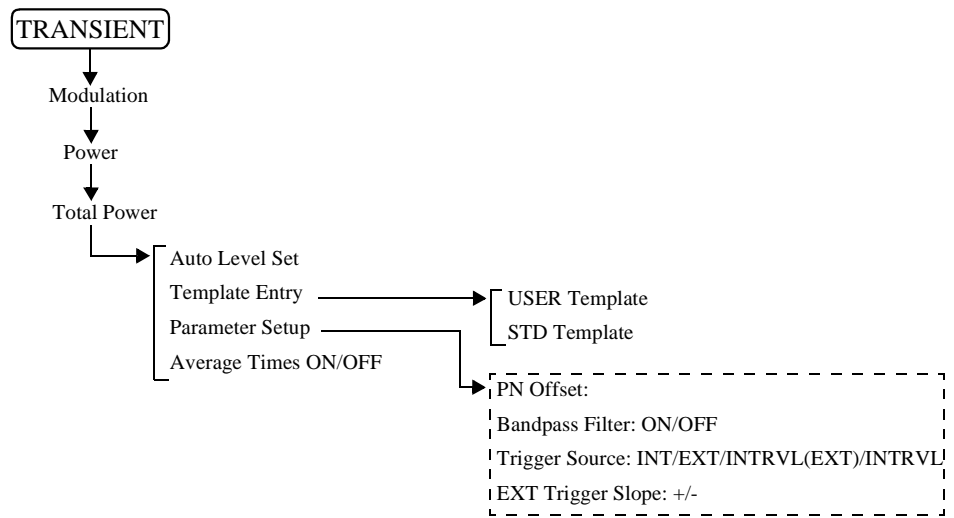 TRANSIENT
Modulation
Power
Total Power
Auto Level Set
Template Entry
Parameter Setup
Average Times ON/OFF
USER Template
STD Template
PN Offset:
Bandpass Filter: ON/OFF
Trigger Source: INT/EXT/INTRVL(EXT)/INTRVL
EXT Trigger Slope: +/-